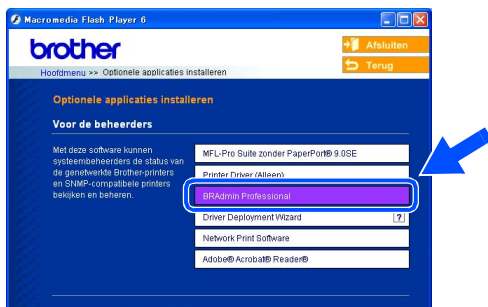 Macromedia Flash Player 6
brother
Afsluiten
Hoofdmenu >> Optionele applicaties installeren
Terug
Optionele applicaties installeren
Voor de beheerders
Met deze software kunnen
systeembeheerders de status van
de genetwerkte Brother-printers
en SNMP-compatibele printers
bekijken en beheren.
MFL-Pro Suite zonder PaperPort® 9.0SE
Printer Driver (Alleen)
BRAdmin Professional
Driver Deployment Wizard ?
Network Print Software
Adobe® Acrobat® Reader®